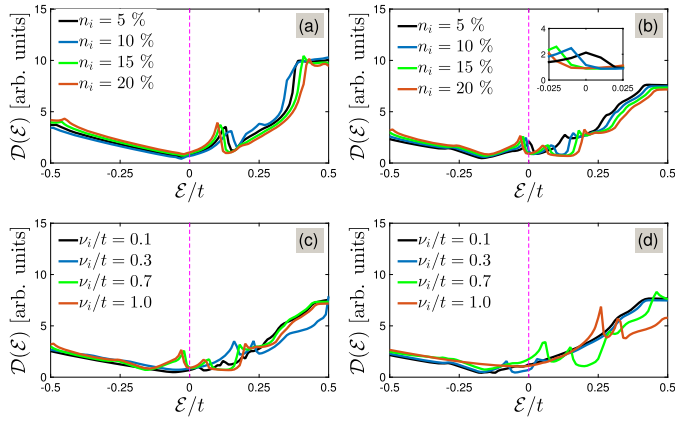 15
10
5
0
-0.5
-0.25
0
0.25
0.5
𝒟(ℰ) [arb. units]
ℰ/t
n_i = 5 %
n_i = 10 %
n_i = 15 %
n_i = 20 %
(a)
15
10
5
0
-0.5
-0.25
0
0.25
0.5
𝒟(ℰ) [arb. units]
ℰ/t
n_i = 5 %
n_i = 10 %
n_i = 15 %
n_i = 20 %
4
2
0
-0.025
0
0.025
(b)
15
10
5
0
-0.5
-0.25
0
0.25
0.5
𝒟(ℰ) [arb. units]
ℰ/t
ν_i/t = 0.1
ν_i/t = 0.3
ν_i/t = 0.7
ν_i/t = 1.0
(c)
15
10
5
0
-0.5
-0.25
0
0.25
0.5
𝒟(ℰ) [arb. units]
ℰ/t
ν_i/t = 0.1
ν_i/t = 0.3
ν_i/t = 0.7
ν_i/t = 1.0
(d)